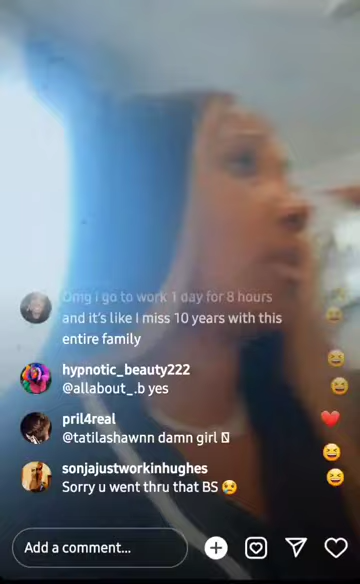 Omg i go to work 1 day for 8 hours
and it's like I miss 10 years with this
entire family
hypnotic_beauty222
@allabout_.b yes
pril4real
@tatilashawnn damn girl
sonjajustworkinhughes
Sorry u went thru that BS 😢
Add a comment...